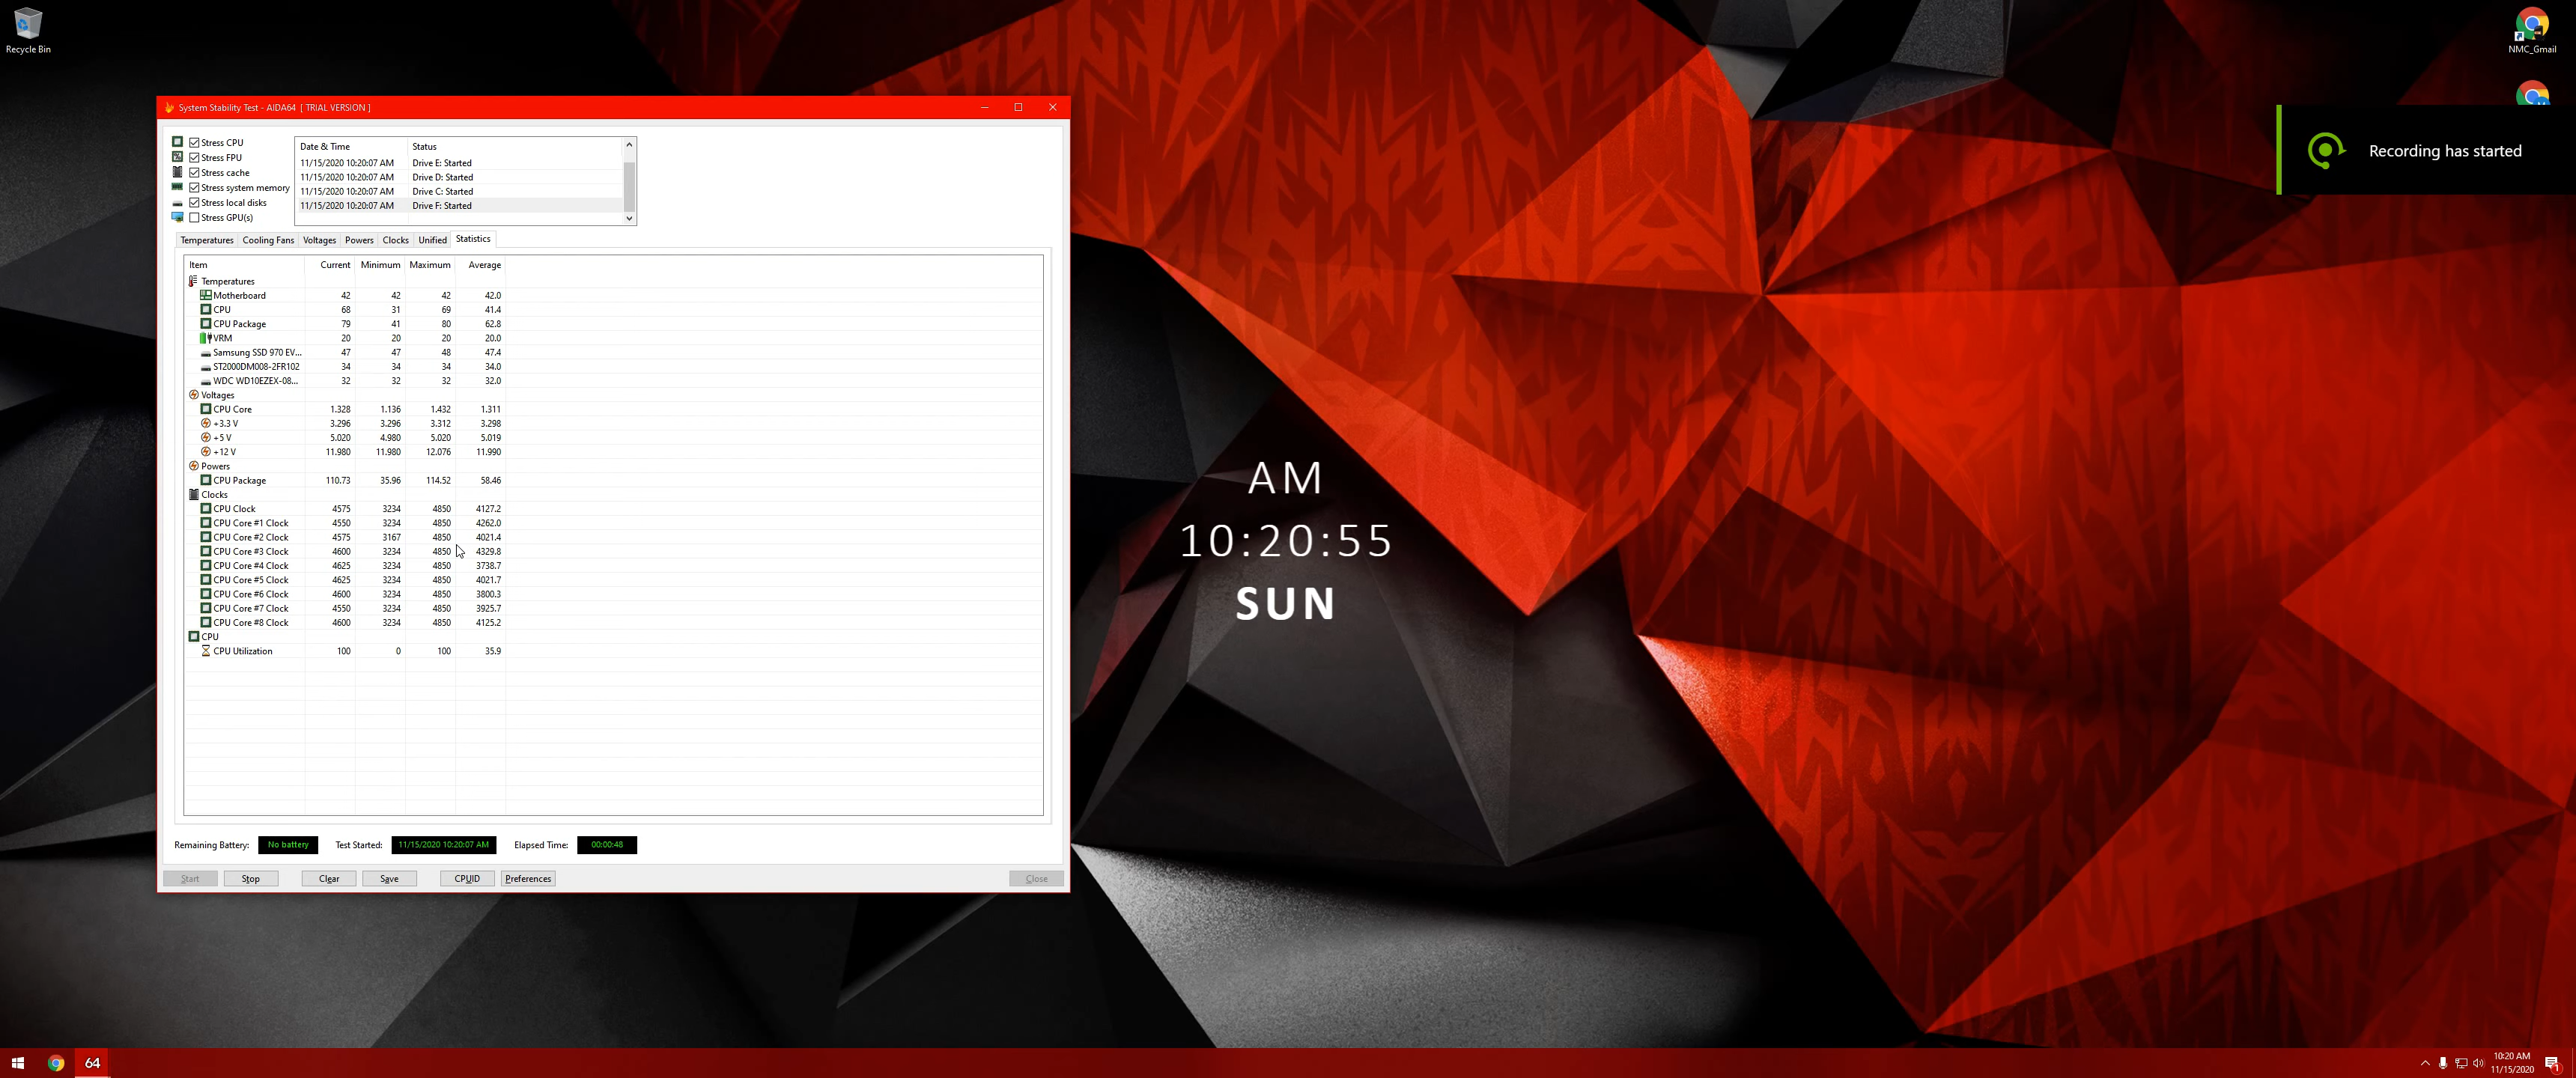 Recycle Bin
NMC_Gmail
Recording has started
System Stability Test - AIDA64 [ TRIAL VERSION ]
Stress CPU
Stress FPU
Stress cache
Stress system memory
Stress local disks
Stress GPU(s)
Date & Time Status
11/15/2020 10:20:07 AM Drive E: Started
11/15/2020 10:20:07 AM Drive D: Started
11/15/2020 10:20:07 AM Drive C: Started
11/15/2020 10:20:07 AM Drive F: Started
Temperatures Cooling Fans Voltages Powers Clocks Unified Statistics
Item Current Minimum Maximum Average
Temperatures
Motherboard 42 42 42 42.0
CPU 68 31 69 41.4
CPU Package 79 41 80 62.8
VRM 20 20 20 20.0
Samsung SSD 970 EV... 47 47 48 47.4
ST2000DM008-2FR102 34 34 34 34.0
WDC WD10EZEX-08... 32 32 32 32.0
Voltages
CPU Core 1.328 1.136 1.432 1.311
+3.3 V 3.296 3.296 3.312 3.298
+5 V 5.020 4.980 5.020 5.019
+12 V 11.980 11.980 12.076 11.990
Powers
CPU Package 110.73 35.96 114.52 58.46
Clocks
CPU Clock 4575 3234 4850 4127.2
CPU Core #1 Clock 4550 3234 4850 4262.0
CPU Core #2 Clock 4575 3167 4850 4021.4
CPU Core #3 Clock 4600 3234 4850 4329.8
CPU Core #4 Clock 4625 3234 4850 3738.7
CPU Core #5 Clock 4625 3234 4850 4021.7
CPU Core #6 Clock 4600 3234 4850 3800.3
CPU Core #7 Clock 4550 3234 4850 3925.7
CPU Core #8 Clock 4600 3234 4850 4125.2
CPU
CPU Utilization 100 0 100 35.9
Remaining Battery: No battery Test Started: 11/15/2020 10:20:07 AM Elapsed Time: 00:00:48
Start Stop Clear Save CPUID Preferences Close
AM
10:20:55
SUN
64
10:20 AM
11/15/2020
1